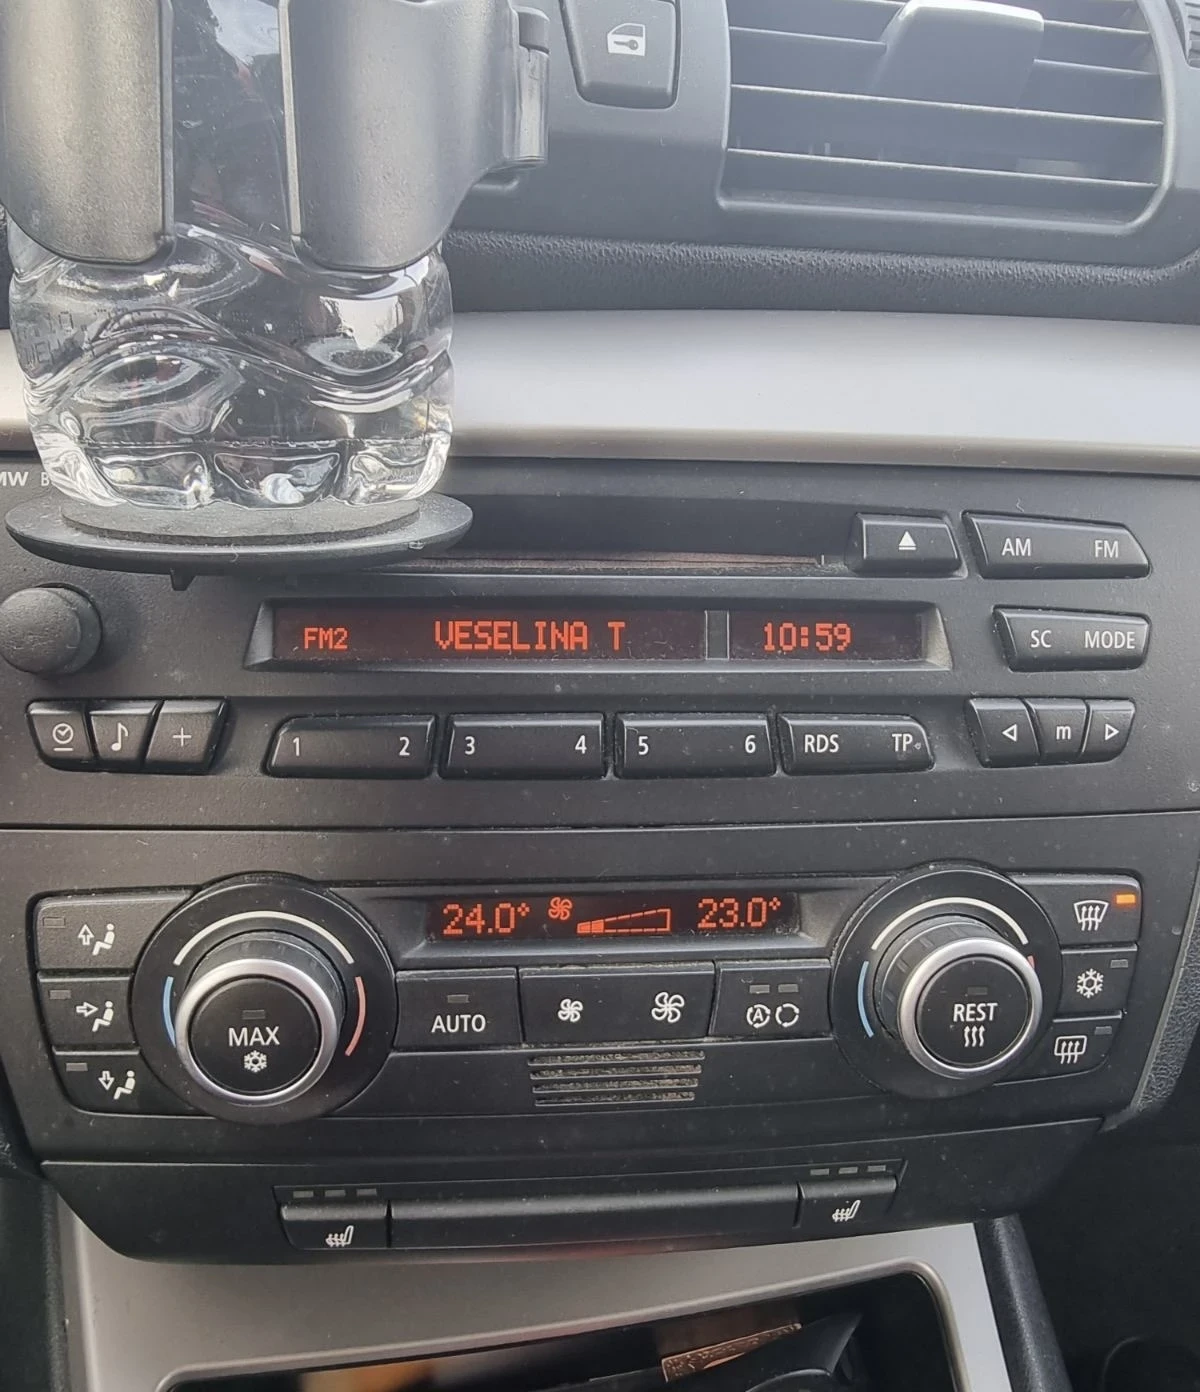 AM FM
FM2 VESELINA T 10:59
SC MODE
1 2 3 4 5 6 RDS TP
m
24.0° 23.0°
MAX AUTO A REST